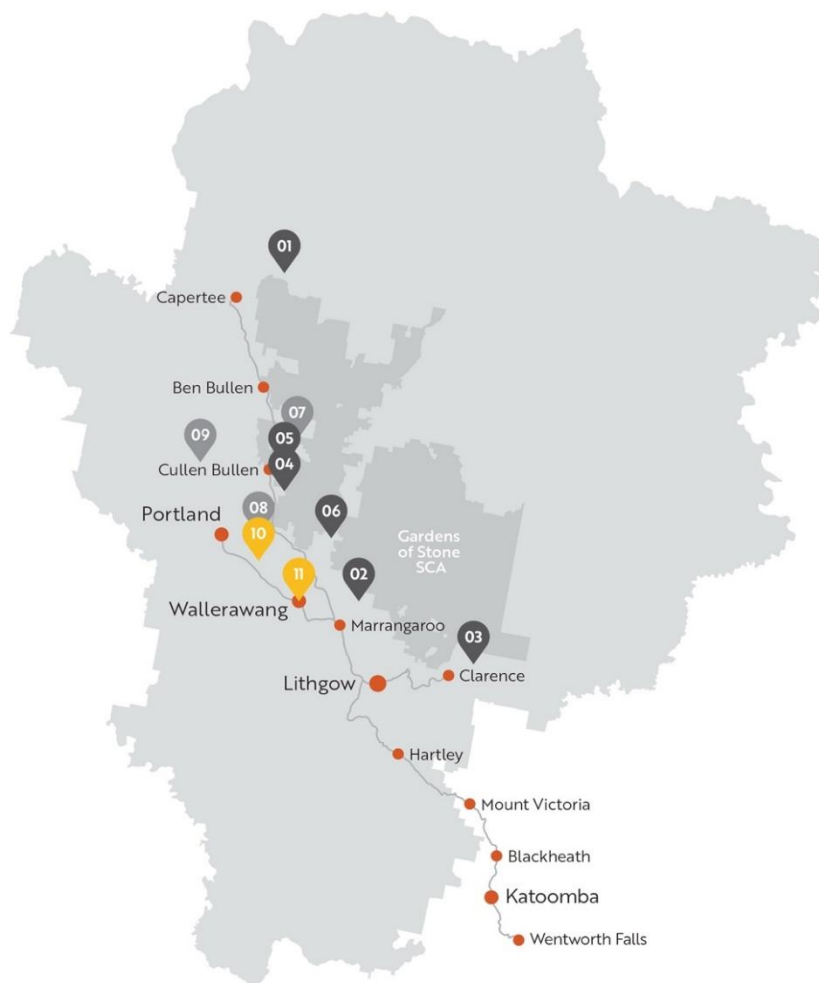 01
Capertee
Ben Bullen
07
09
05
Cullen Bullen
04
08
Portland
06
10
Gardens
of Stone
SCA
11
02
Wallerawang
Marrangaroo
03
Clarence
Lithgow
Hartley
Mount Victoria
Blackheath
Katoomba
Wentworth Falls